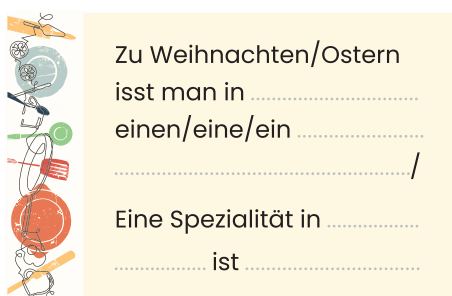 Zu Weihnachten/Ostern
isst man in ..............................
einen/eine/ein ......................
....................................................../
Eine Spezialität in ................
................ ist ..............................